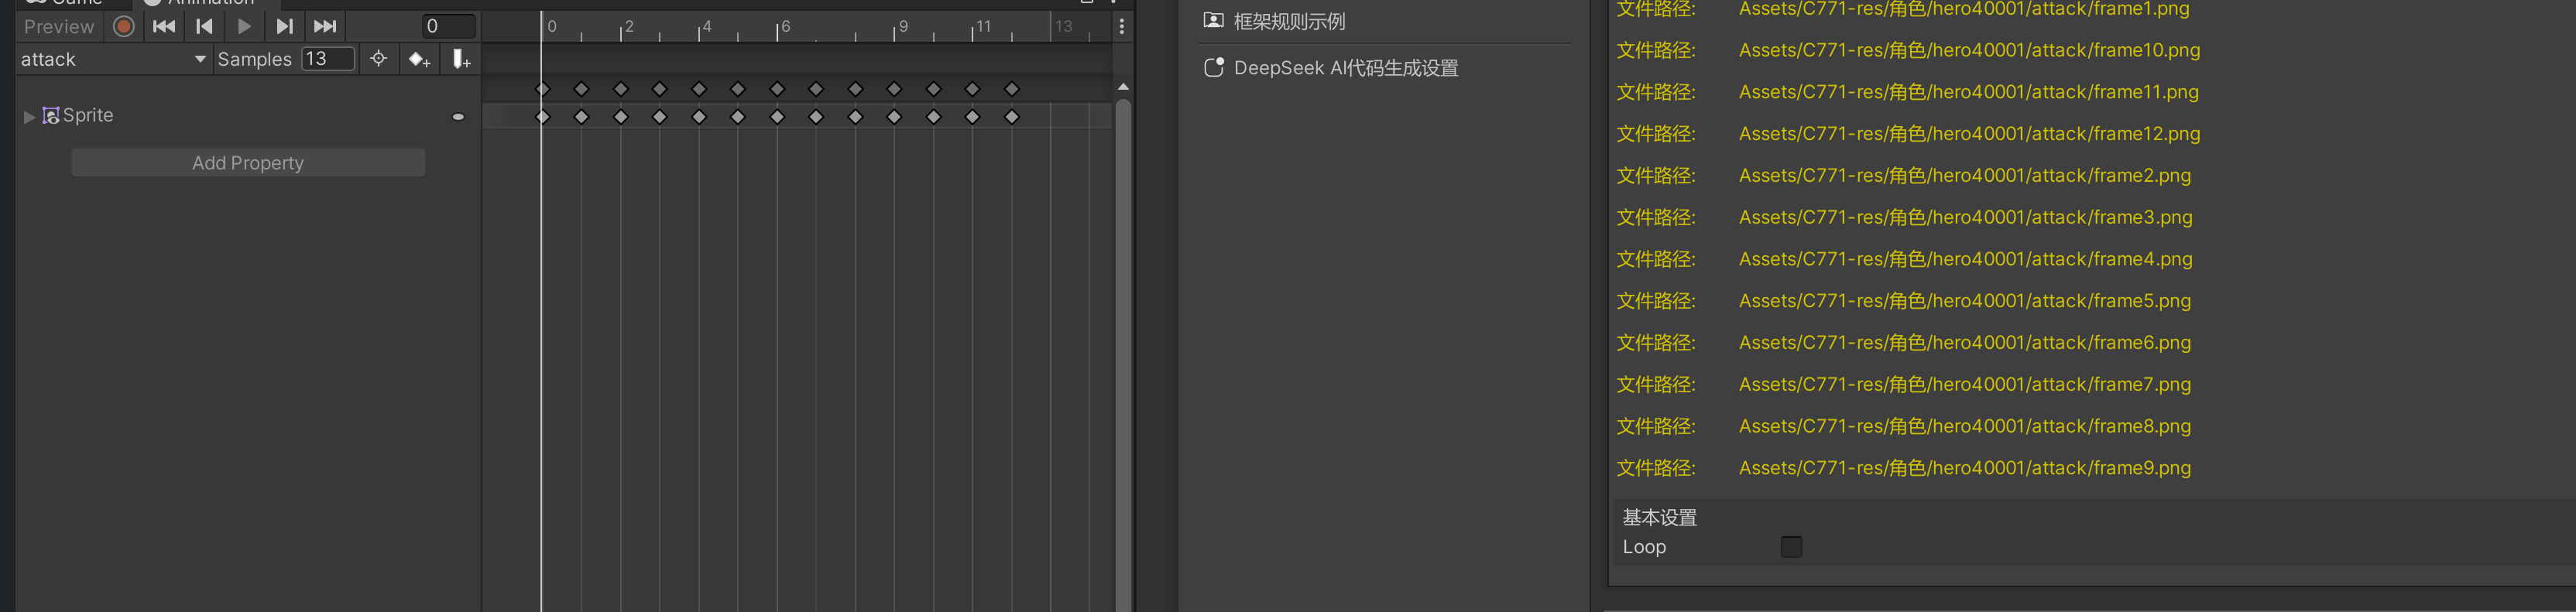 Game Animation
Preview 0
attack Samples 13
0 2 4 6 9 11 13
Sprite
Add Property
框架规则示例
DeepSeek AI代码生成设置
文件路径: Assets/C771-res/角色/hero40001/attack/frame1.png
文件路径: Assets/C771-res/角色/hero40001/attack/frame10.png
文件路径: Assets/C771-res/角色/hero40001/attack/frame11.png
文件路径: Assets/C771-res/角色/hero40001/attack/frame12.png
文件路径: Assets/C771-res/角色/hero40001/attack/frame2.png
文件路径: Assets/C771-res/角色/hero40001/attack/frame3.png
文件路径: Assets/C771-res/角色/hero40001/attack/frame4.png
文件路径: Assets/C771-res/角色/hero40001/attack/frame5.png
文件路径: Assets/C771-res/角色/hero40001/attack/frame6.png
文件路径: Assets/C771-res/角色/hero40001/attack/frame7.png
文件路径: Assets/C771-res/角色/hero40001/attack/frame8.png
文件路径: Assets/C771-res/角色/hero40001/attack/frame9.png
基本设置
Loop